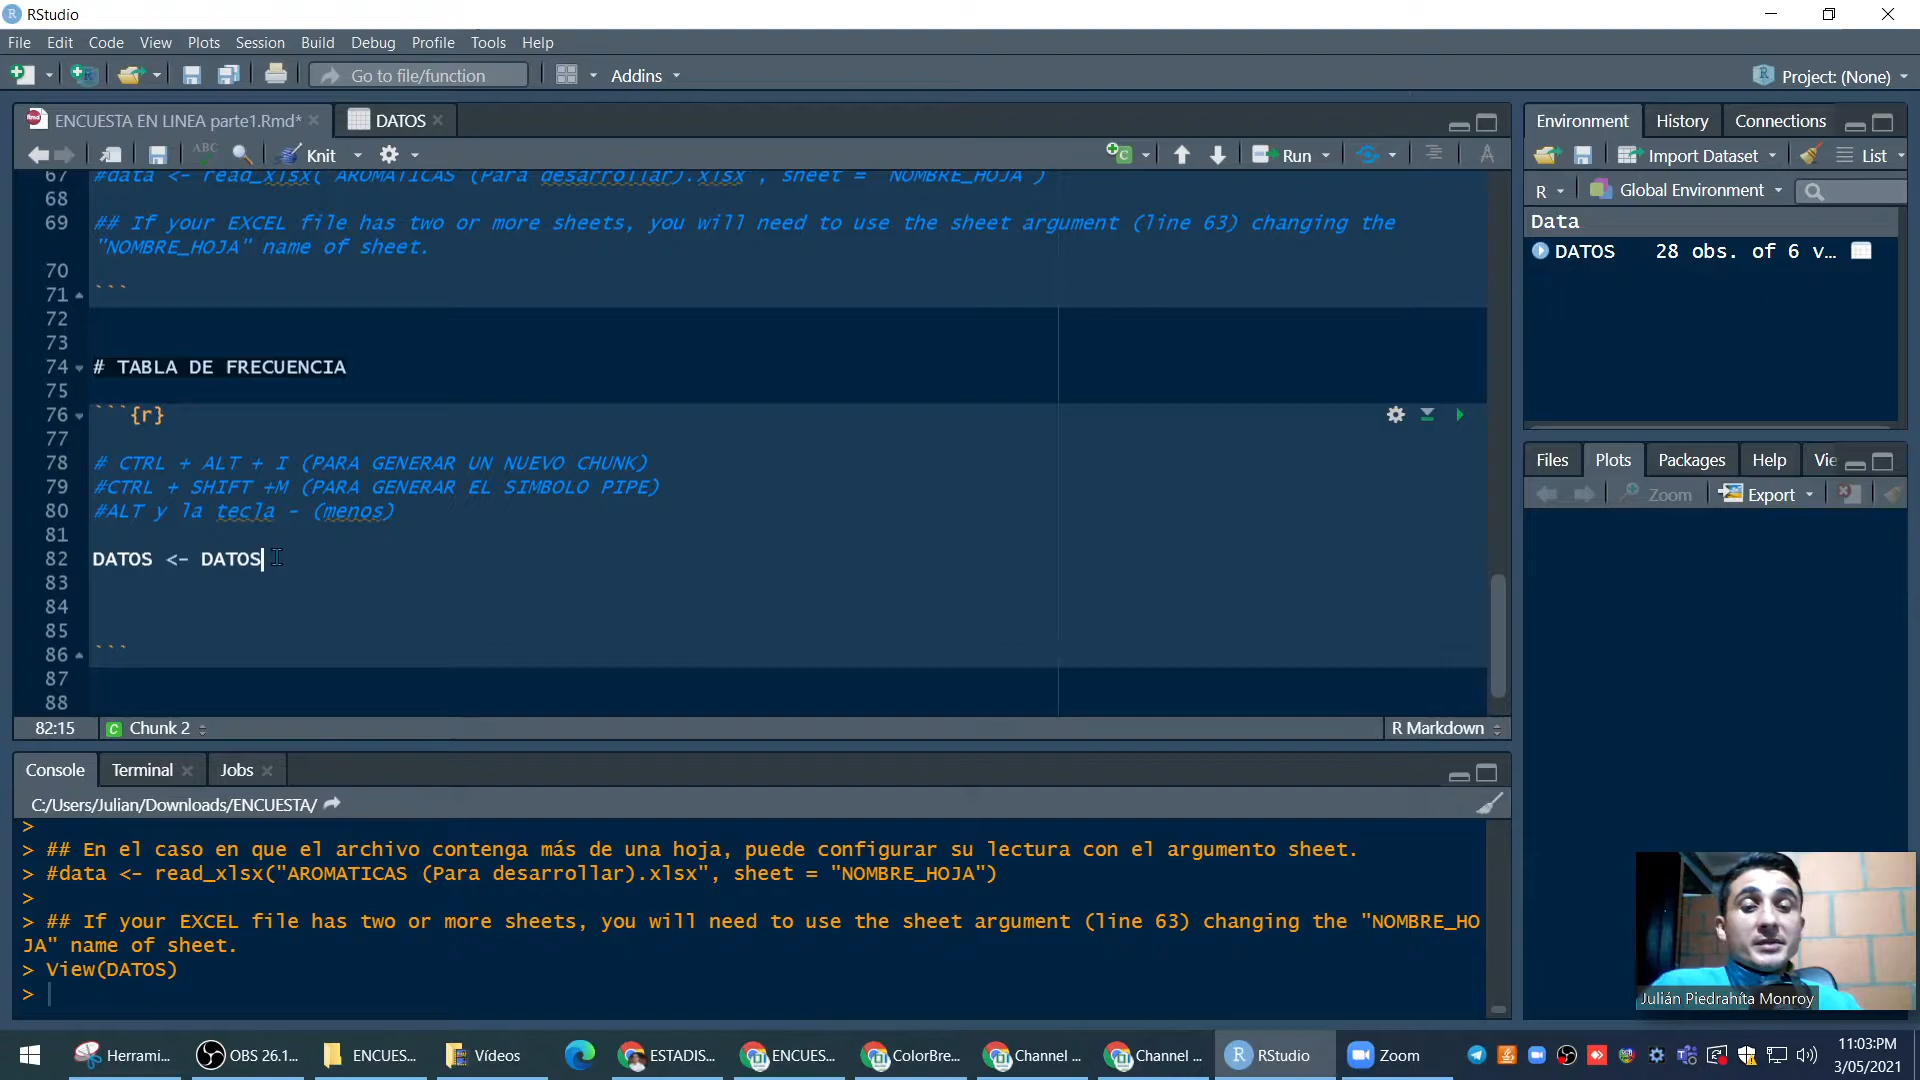 RStudio
File Edit Code View Plots Session Build Debug Profile Tools Help
Go to file/function Addins Project: (None)
ENCUESTA EN LINEA parte1.Rmd* DATOS
ABC Knit Run
67 #data <- read_xlsx("AROMATICAS (Para desarrollar).xlsx", sheet = "NOMBRE_HOJA")
68
69 ## If your EXCEL file has two or more sheets, you will need to use the sheet argument (line 63) changing the
"NOMBRE_HOJA" name of sheet.
70
71 ```
72
73
74 # TABLA DE FRECUENCIA
75
76 ```{r}
77
78 # CTRL + ALT + I (PARA GENERAR UN NUEVO CHUNK)
79 #CTRL + SHIFT +M (PARA GENERAR EL SIMBOLO PIPE)
80 #ALT y la tecla - (menos)
81
82 DATOS <- DATOS
83
84
85
86 ```
87
88
82:15 Chunk 2 R Markdown
Console Terminal Jobs
C:/Users/Julian/Downloads/ENCUESTA/
>
> ## En el caso en que el archivo contenga más de una hoja, puede configurar su lectura con el argumento sheet.
> #data <- read_xlsx("AROMATICAS (Para desarrollar).xlsx", sheet = "NOMBRE_HOJA")
>
> ## If your EXCEL file has two or more sheets, you will need to use the sheet argument (line 63) changing the "NOMBRE_HO
JA" name of sheet.
> View(DATOS)
>
Environment History Connections
Import Dataset List
R Global Environment
Data
DATOS 28 obs. of 6 v…
Files Plots Packages Help Vie
Zoom Export
Julián Piedrahíta Monroy
Herrami... OBS 26.1... ENCUES... Vídeos ESTADIS... ENCUES... ColorBre... Channel ... Channel ... RStudio Zoom
11:03:PM
3/05/2021